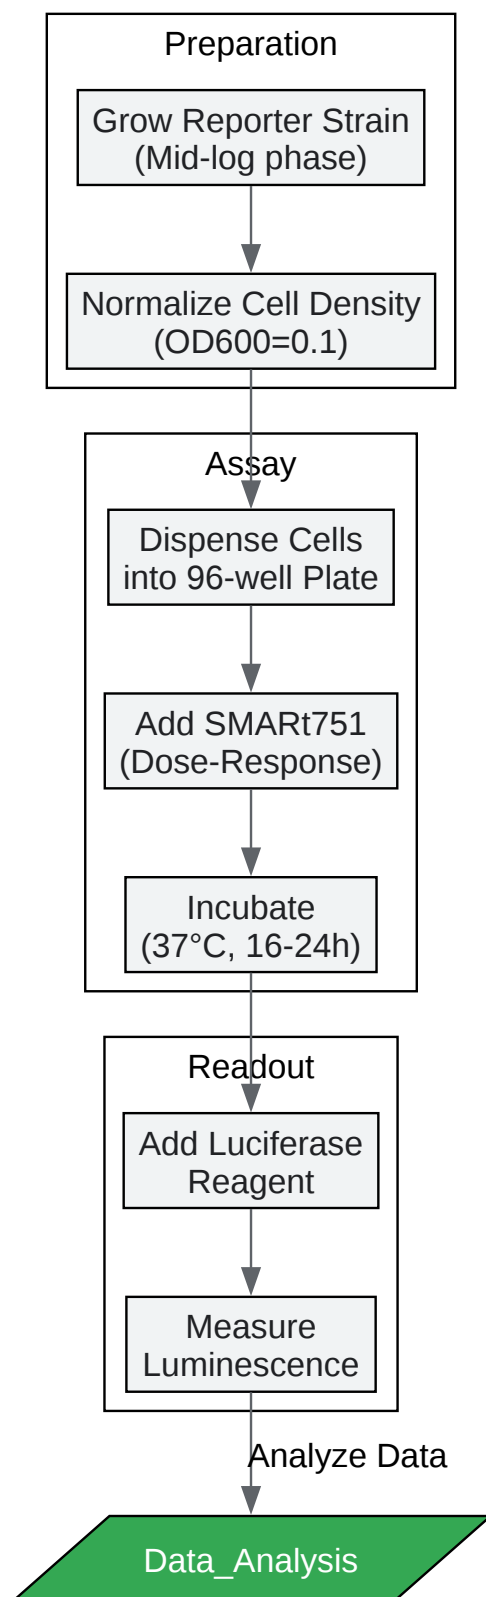 Preparation
Grow Reporter Strain
(Mid-log phase)
Normalize Cell Density
(OD600=0.1)
Assay
Dispense Cells
into 96-well Plate
Add SMARt751
(Dose-Response)
Incubate
(37°C, 16-24h)
Readout
Add Luciferase
Reagent
Measure
Luminescence
Analyze Data
Data_Analysis